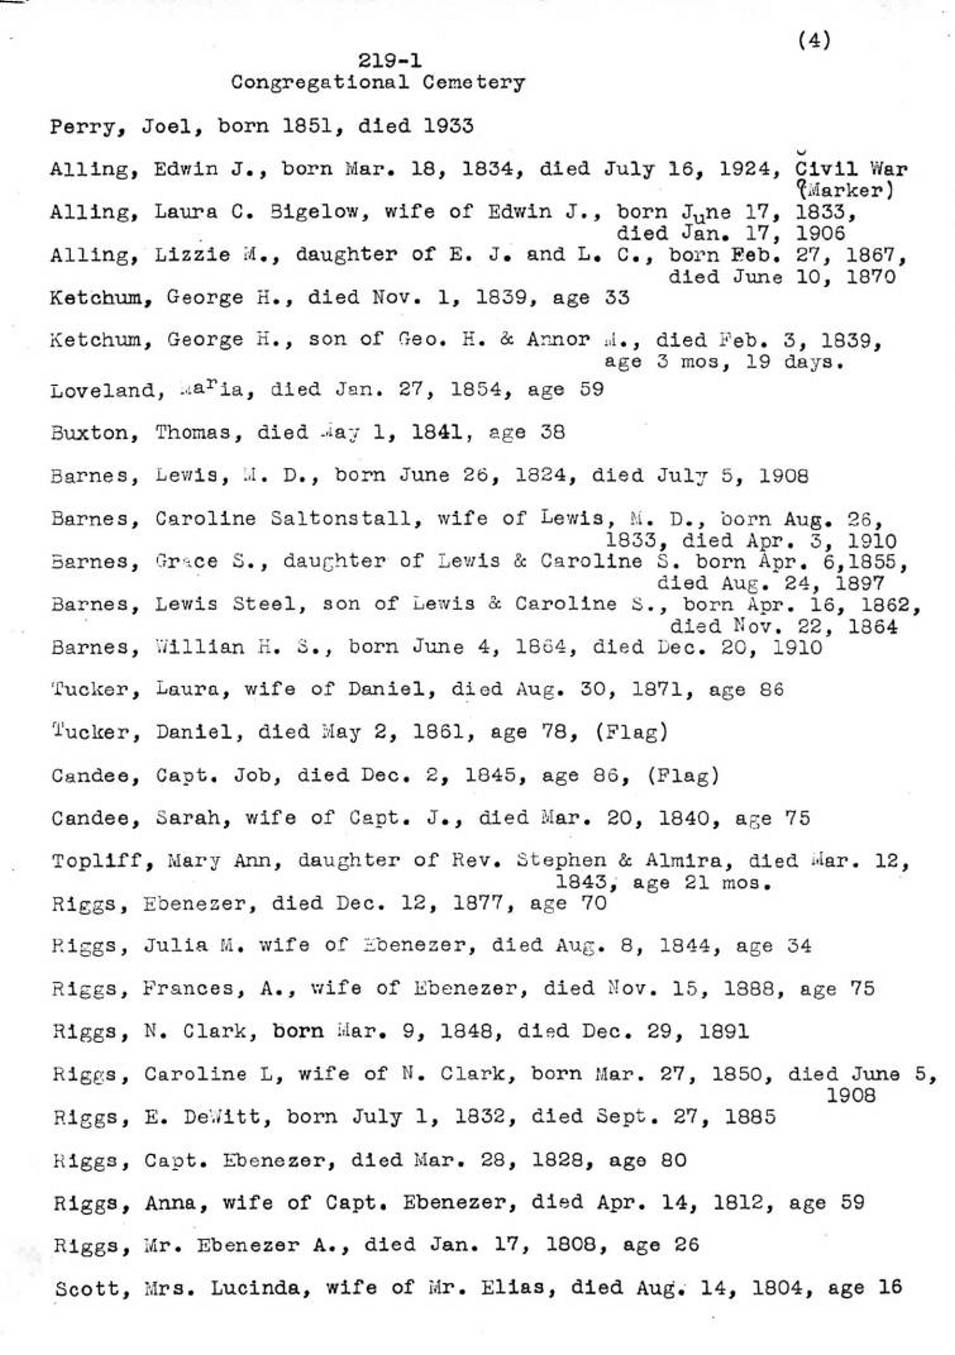 (4)
219-1
Congregational Cemetery
Perry, Joel, born 1851, died 1933
Alling, Edwin J., born Mar. 18, 1834, died July 16, 1924, Civil War
(Marker)
Alling, Laura C. Bigelow, wife of Edwin J., born June 17, 1833,
died Jan. 17, 1906
Alling, Lizzie M., daughter of E. J. and L. C., born Feb. 27, 1867,
died June 10, 1870
Ketchum, George H., died Nov. 1, 1839, age 33
Ketchum, George H., son of Geo. H. & Annor M., died Feb. 3, 1839,
age 3 mos, 19 days.
Loveland, Maria, died Jan. 27, 1854, age 59
Buxton, Thomas, died May 1, 1841, age 38
Barnes, Lewis, M. D., born June 26, 1824, died July 5, 1908
Barnes, Caroline Saltonstall, wife of Lewis, M. D., born Aug. 26,
1833, died Apr. 3, 1910
Barnes, Grace S., daughter of Lewis & Caroline S. born Apr. 6,1855,
died Aug. 24, 1897
Barnes, Lewis Steel, son of Lewis & Caroline S., born Apr. 16, 1862,
died Nov. 22, 1864
Barnes, Willian H. S., born June 4, 1864, died Dec. 20, 1910
Tucker, Laura, wife of Daniel, died Aug. 30, 1871, age 86
Tucker, Daniel, died May 2, 1861, age 78, (Flag)
Candee, Capt. Job, died Dec. 2, 1845, age 86, (Flag)
Candee, Sarah, wife of Capt. J., died Mar. 20, 1840, age 75
Topliff, Mary Ann, daughter of Rev. Stephen & Almira, died Mar. 12,
1843, age 21 mos.
Riggs, Ebenezer, died Dec. 12, 1877, age 70
Riggs, Julia M. wife of Ebenezer, died Aug. 8, 1844, age 34
Riggs, Frances, A., wife of Ebenezer, died Nov. 15, 1888, age 75
Riggs, N. Clark, born Mar. 9, 1848, died Dec. 29, 1891
Riggs, Caroline L, wife of N. Clark, born Mar. 27, 1850, died June 5,
1908
Riggs, E. DeWitt, born July 1, 1832, died Sept. 27, 1885
Riggs, Capt. Ebenezer, died Mar. 28, 1828, age 80
Riggs, Anna, wife of Capt. Ebenezer, died Apr. 14, 1812, age 59
Riggs, Mr. Ebenezer A., died Jan. 17, 1808, age 26
Scott, Mrs. Lucinda, wife of Mr. Elias, died Aug. 14, 1804, age 16